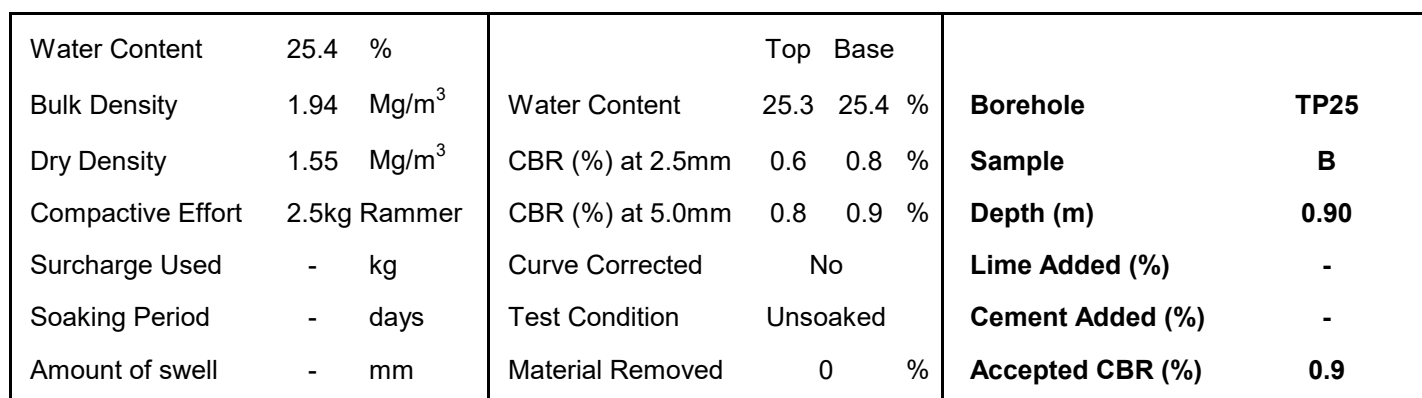 Water Content 25.4 %
Bulk Density 1.94 Mg/m³
Dry Density 1.55 Mg/m³
Compactive Effort 2.5kg Rammer
Surcharge Used - kg
Soaking Period - days
Amount of swell - mm
Top Base
Water Content 25.3 25.4 %
CBR (%) at 2.5mm 0.6 0.8 %
CBR (%) at 5.0mm 0.8 0.9 %
Curve Corrected No
Test Condition Unsoaked
Material Removed 0 %
Borehole TP25
Sample B
Depth (m) 0.90
Lime Added (%) -
Cement Added (%) -
Accepted CBR (%) 0.9